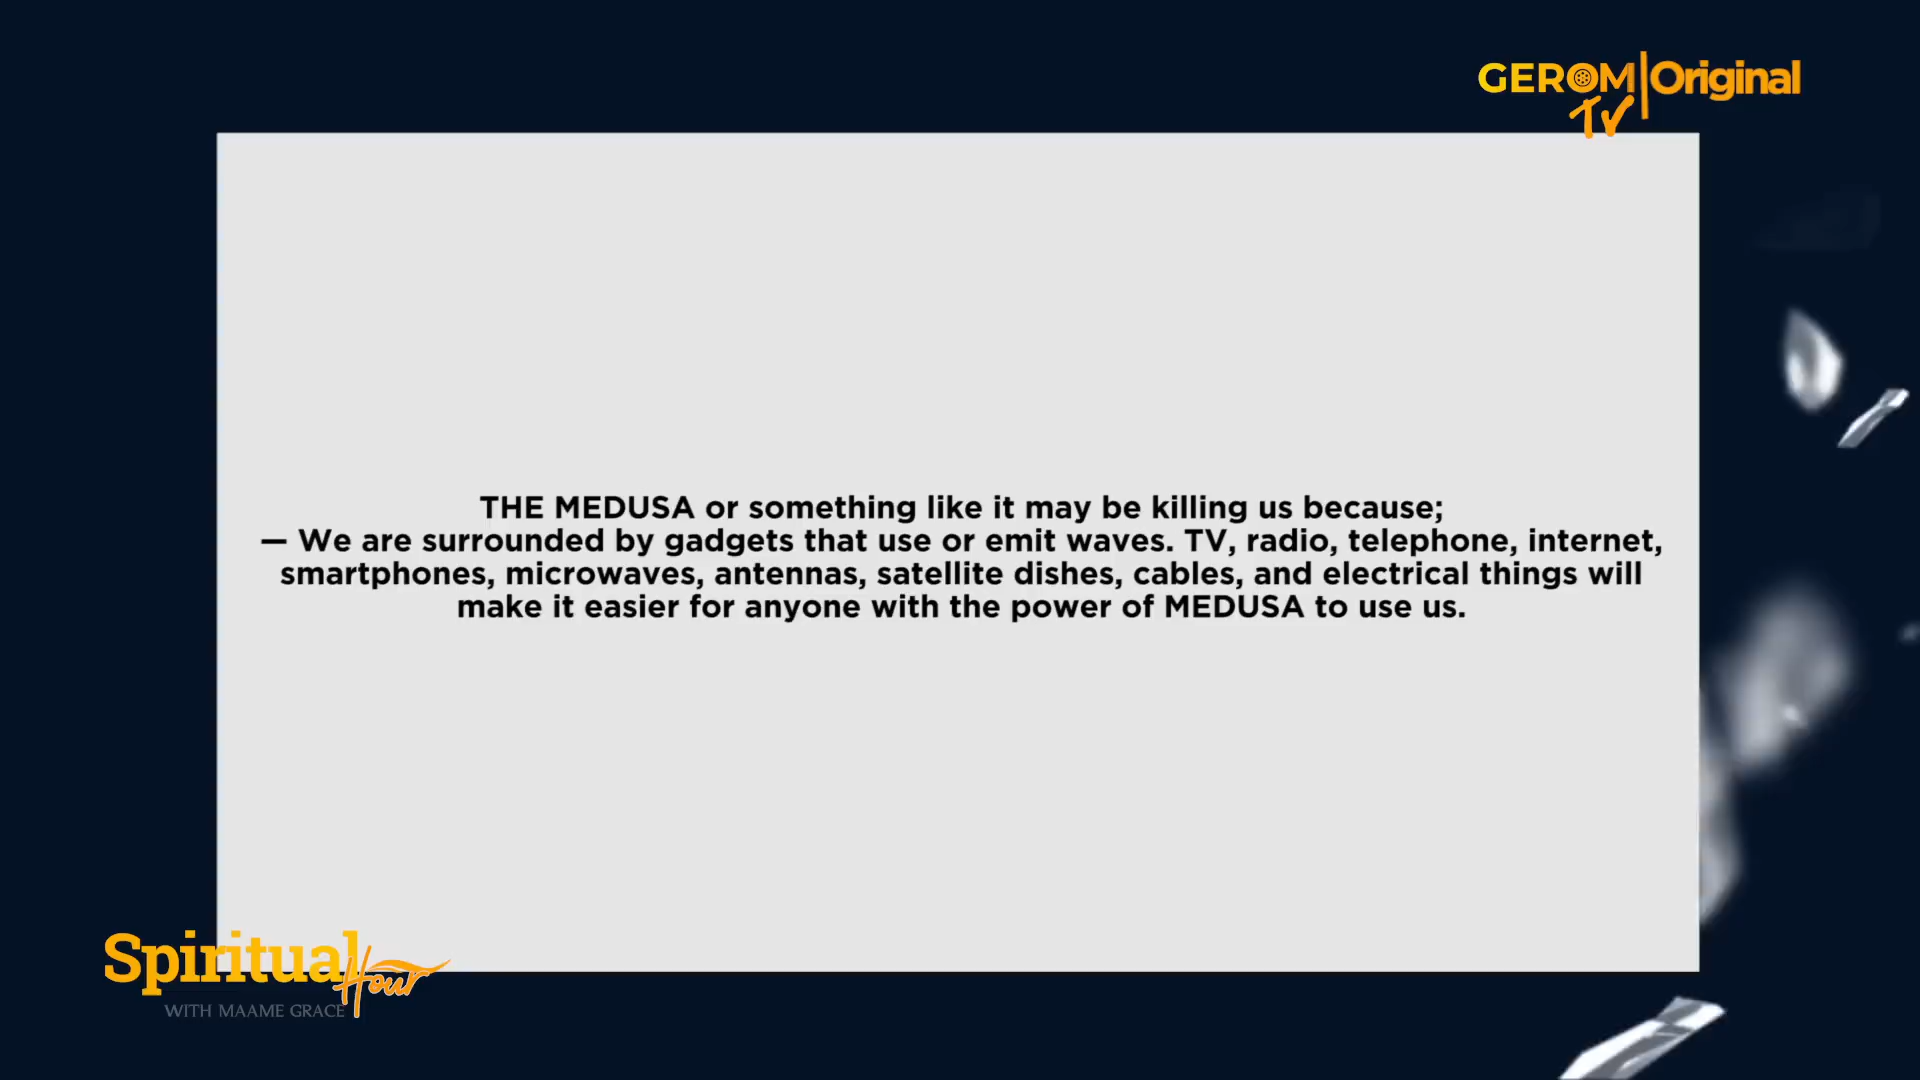 GEROM Original
TV
THE MEDUSA or something like it may be killing us because;
— We are surrounded by gadgets that use or emit waves. TV, radio, telephone, internet,
smartphones, microwaves, antennas, satellite dishes, cables, and electrical things will
make it easier for anyone with the power of MEDUSA to use us.
Spiritual
Hour
WITH MAAME GRACE